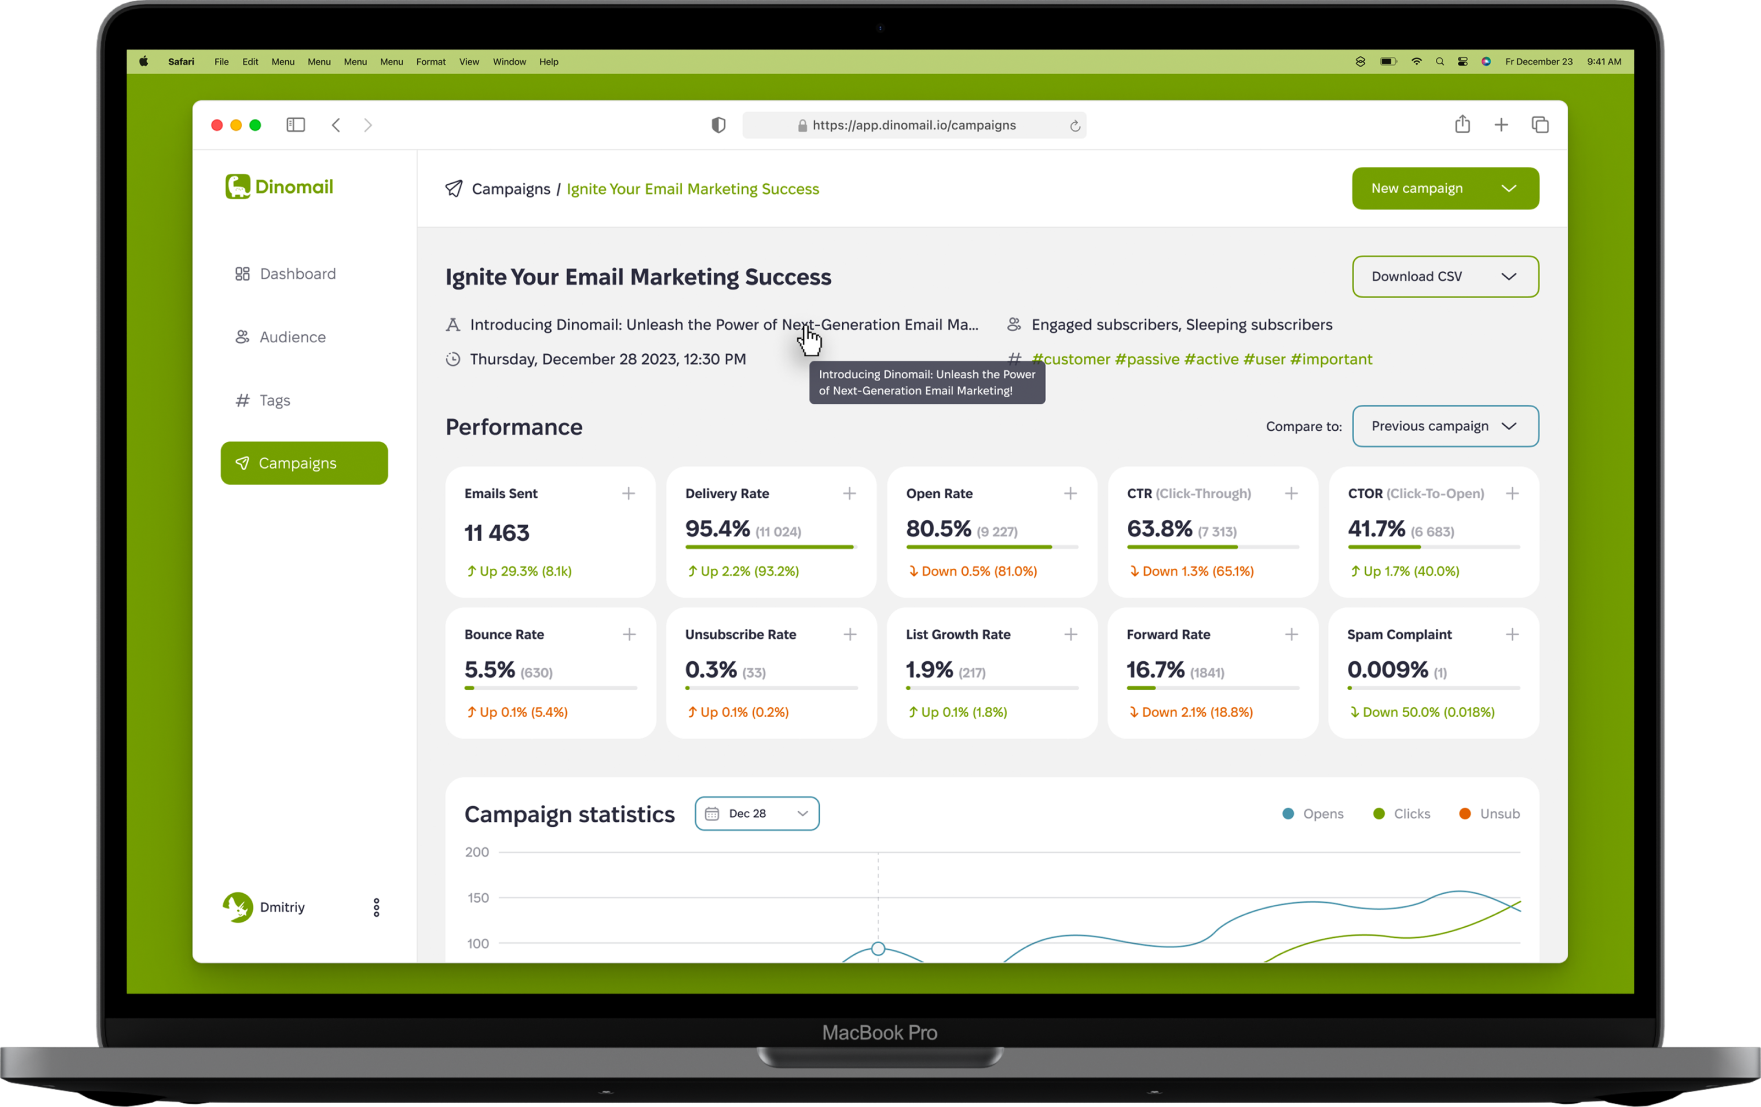 Safari File Edit Menu Menu Menu Menu Format View Window Help Fr December 23 9:41 AM
https://app.dinomail.io/campaigns
Dinomail
Campaigns / Ignite Your Email Marketing Success
New campaign
Dashboard
Audience
Tags
Campaigns
Dmitriy
Ignite Your Email Marketing Success
Download CSV
Introducing Dinomail: Unleash the Power of Next-Generation Email Ma...
Engaged subscribers, Sleeping subscribers
Thursday, December 28 2023, 12:30 PM
# #customer #passive #active #user #important
Introducing Dinomail: Unleash the Power
of Next-Generation Email Marketing!
Performance
Compare to:
Previous campaign
Emails Sent
11 463
Up 29.3% (8.1k)
Delivery Rate
95.4% (11 024)
Up 2.2% (93.2%)
Open Rate
80.5% (9 227)
Down 0.5% (81.0%)
CTR (Click-Through)
63.8% (7 313)
Down 1.3% (65.1%)
CTOR (Click-To-Open)
41.7% (6 683)
Up 1.7% (40.0%)
Bounce Rate
5.5% (630)
Up 0.1% (5.4%)
Unsubscribe Rate
0.3% (33)
Up 0.1% (0.2%)
List Growth Rate
1.9% (217)
Up 0.1% (1.8%)
Forward Rate
16.7% (1841)
Down 2.1% (18.8%)
Spam Complaint
0.009% (1)
Down 50.0% (0.018%)
Campaign statistics
Dec 28
Opens
Clicks
Unsub
200
150
100
MacBook Pro